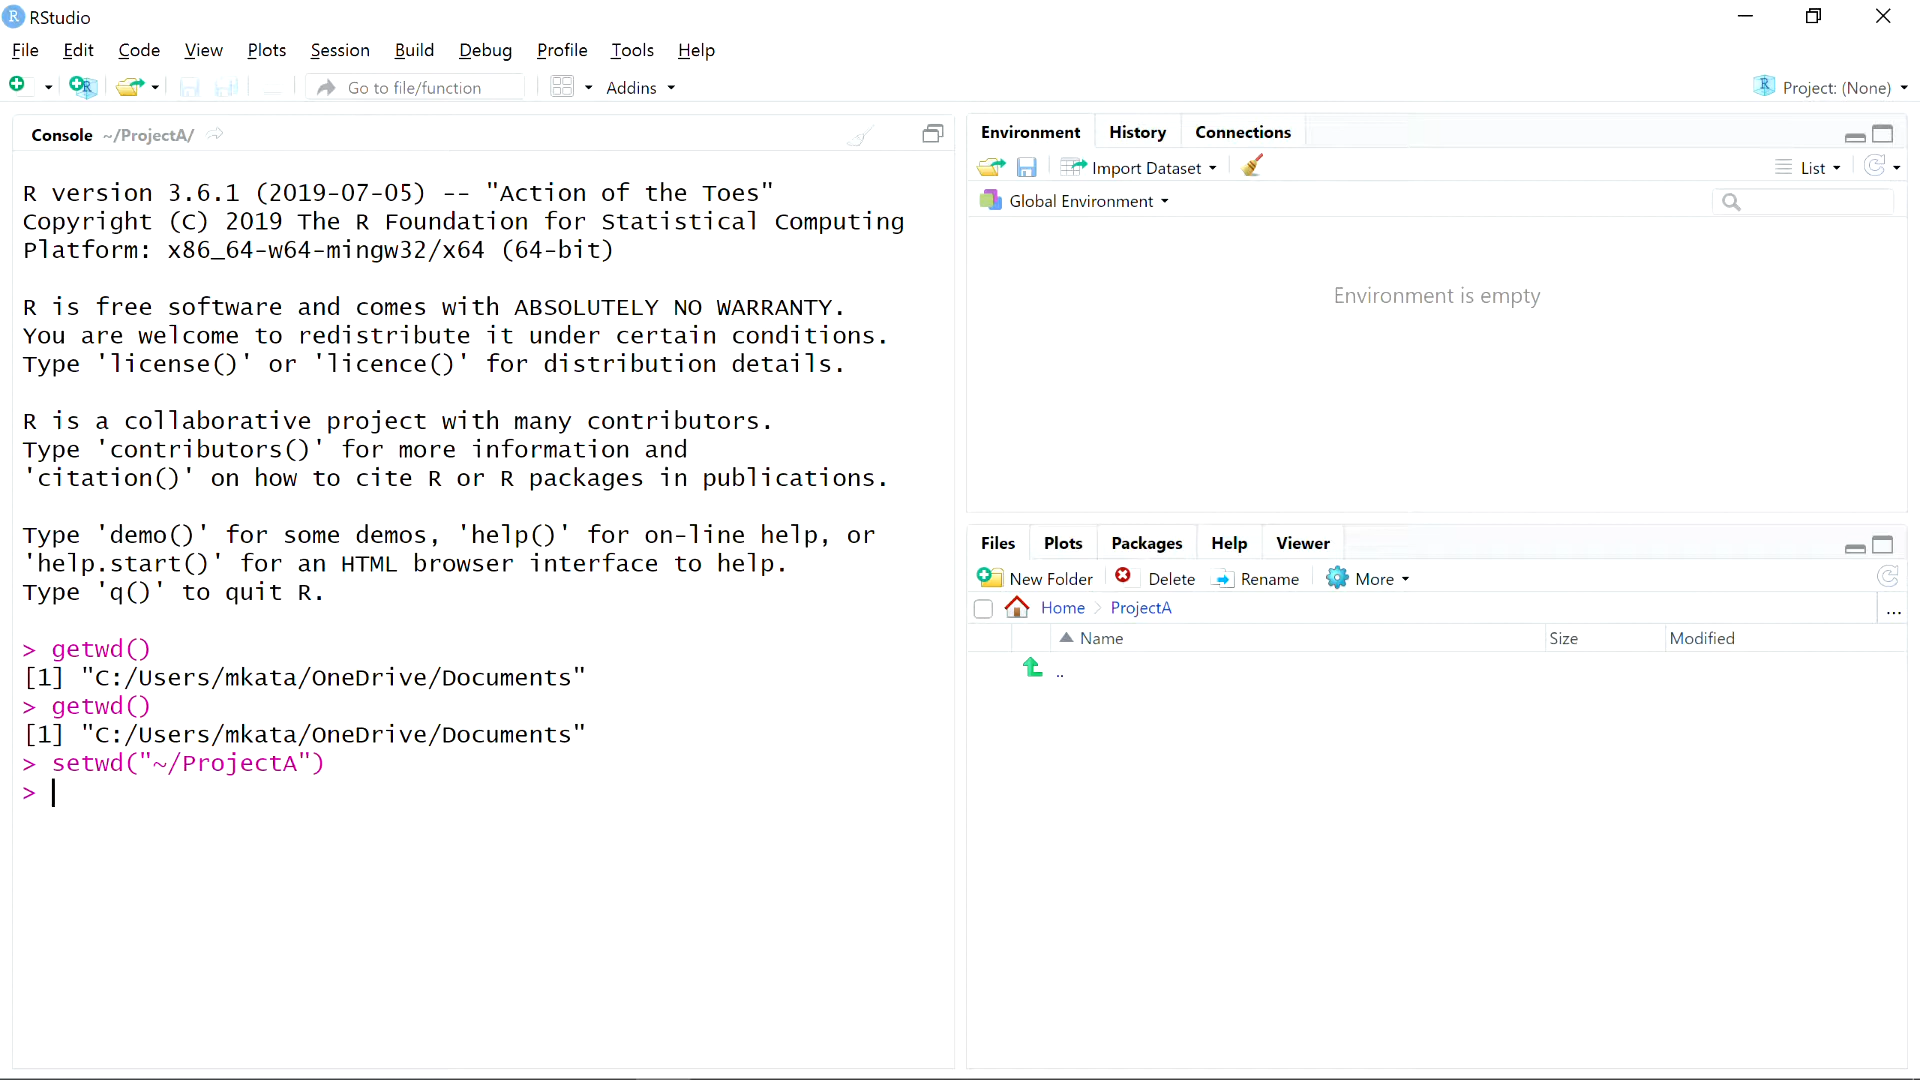 RStudio
File Edit Code View Plots Session Build Debug Profile Tools Help
Go to file/function Addins Project: (None)
Console ~/ProjectA/
R version 3.6.1 (2019-07-05) -- "Action of the Toes"
Copyright (C) 2019 The R Foundation for Statistical Computing
Platform: x86_64-w64-mingw32/x64 (64-bit)
R is free software and comes with ABSOLUTELY NO WARRANTY.
You are welcome to redistribute it under certain conditions.
Type 'license()' or 'licence()' for distribution details.
R is a collaborative project with many contributors.
Type 'contributors()' for more information and
'citation()' on how to cite R or R packages in publications.
Type 'demo()' for some demos, 'help()' for on-line help, or
'help.start()' for an HTML browser interface to help.
Type 'q()' to quit R.
> getwd()
[1] "C:/Users/mkata/OneDrive/Documents"
> getwd()
[1] "C:/Users/mkata/OneDrive/Documents"
> setwd("~/ProjectA")
>
Environment History Connections
Import Dataset List
Global Environment
Environment is empty
Files Plots Packages Help Viewer
New Folder Delete Rename More
Home ProjectA ...
Name Size Modified
..